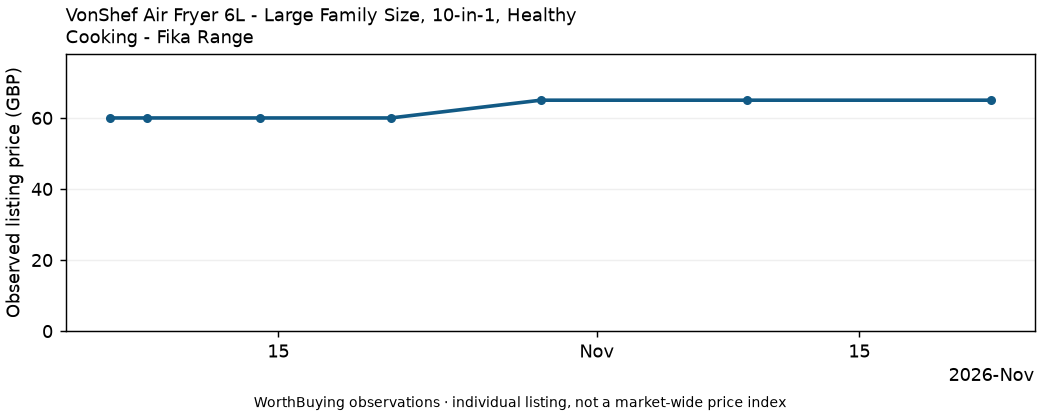 VonShef Air Fryer 6L - Large Family Size, 10-in-1, Healthy
Cooking - Fika Range
Observed listing price (GBP)
60
40
20
0
15
Nov
15
2026-Nov
WorthBuying observations · individual listing, not a market-wide price index